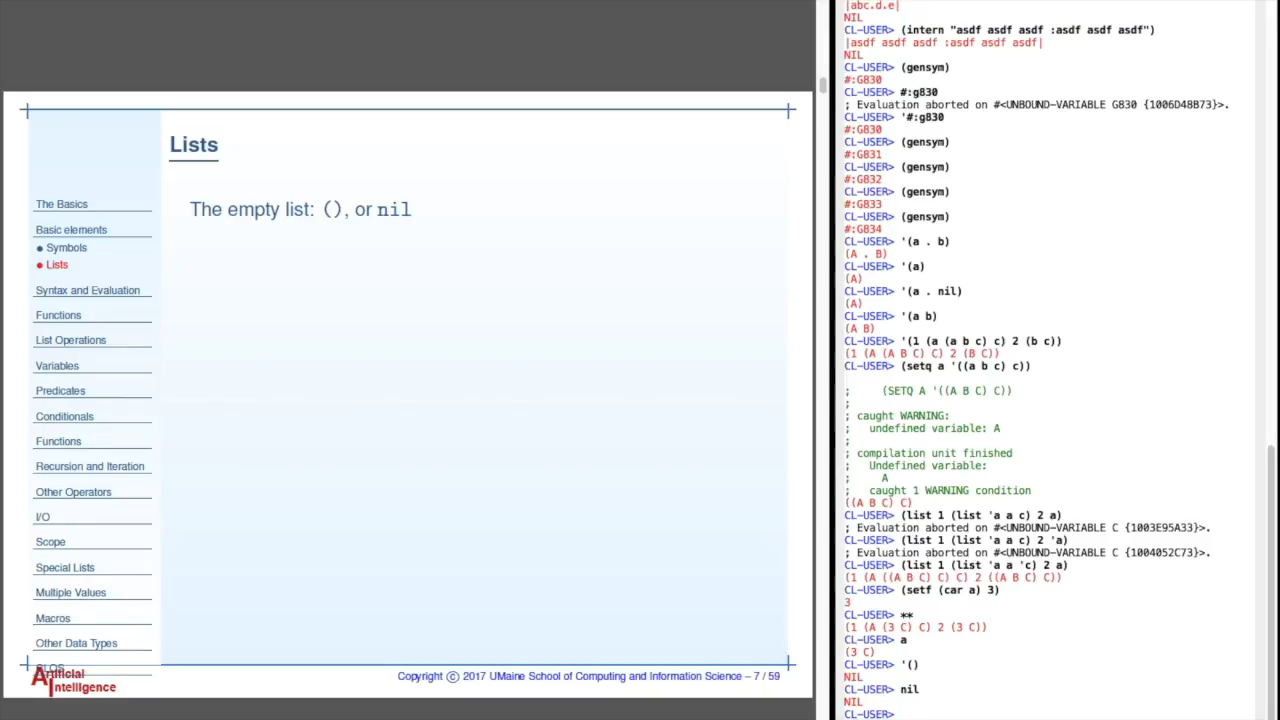 Lists
The empty list: (), or nil
The Basics
Basic elements
● Symbols
● Lists
Syntax and Evaluation
Functions
List Operations
Variables
Predicates
Conditionals
Functions
Recursion and Iteration
Other Operators
I/O
Scope
Special Lists
Multiple Values
Macros
Other Data Types
CLOS
Artificial
Intelligence
Copyright © 2017 UMaine School of Computing and Information Science – 7 / 59
|abc.d.e|
NIL
CL-USER> (intern "asdf asdf asdf :asdf asdf asdf")
|asdf asdf asdf :asdf asdf asdf|
NIL
CL-USER> (gensym)
#:G830
CL-USER> #:g830
; Evaluation aborted on #<UNBOUND-VARIABLE G830 {1006D48B73}>.
CL-USER> '#:g830
#:G830
CL-USER> (gensym)
#:G831
CL-USER> (gensym)
#:G832
CL-USER> (gensym)
#:G833
CL-USER> (gensym)
#:G834
CL-USER> '(a . b)
(A . B)
CL-USER> '(a)
(A)
CL-USER> '(a . nil)
(A)
CL-USER> '(a b)
(A B)
CL-USER> '(1 (a (a b c) c) 2 (b c))
(1 (A (A B C) C) 2 (B C))
CL-USER> (setq a '((a b c) c))
;     (SETQ A '((A B C) C))
;
; caught WARNING:
;   undefined variable: A
;
; compilation unit finished
;   Undefined variable:
;     A
;   caught 1 WARNING condition
((A B C) C)
CL-USER> (list 1 (list 'a a c) 2 a)
; Evaluation aborted on #<UNBOUND-VARIABLE C {1003E95A33}>.
CL-USER> (list 1 (list 'a a c) 2 'a)
; Evaluation aborted on #<UNBOUND-VARIABLE C {1004052C73}>.
CL-USER> (list 1 (list 'a a 'c) 2 a)
(1 (A ((A B C) C) C) 2 ((A B C) C))
CL-USER> (setf (car a) 3)
3
CL-USER> **
(1 (A (3 C) C) 2 (3 C))
CL-USER> a
(3 C)
CL-USER> '()
NIL
CL-USER> nil
NIL
CL-USER>